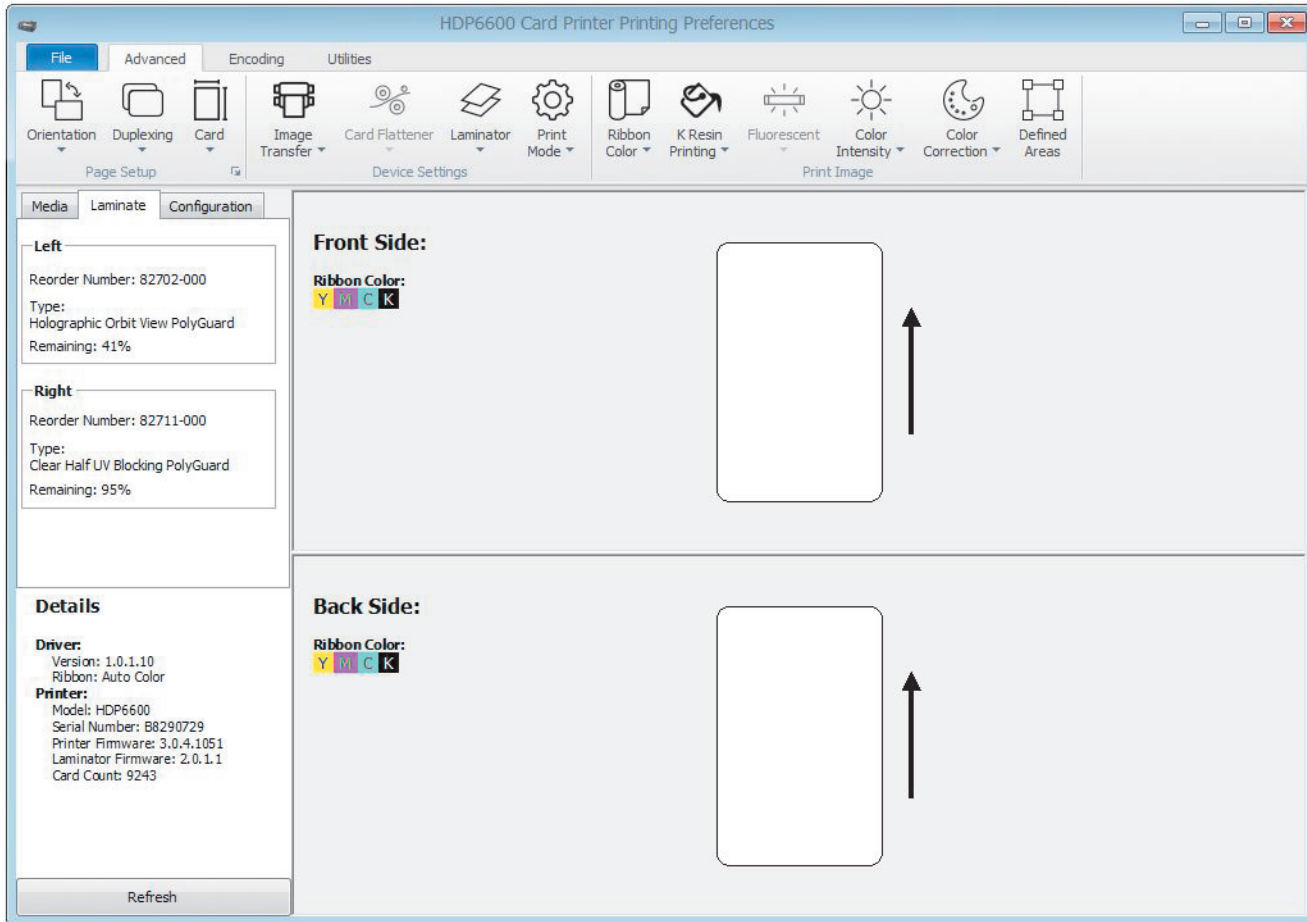 HDP6600 Card Printer Printing Preferences
File Advanced Encoding Utilities
Orientation Duplexing Card
Page Setup
Image Transfer Card Flattener Laminator Print Mode
Device Settings
Ribbon Color K Resin Printing Fluorescent Color Intensity Color Correction Defined Areas
Print Image
Media Laminate Configuration
Left
Reorder Number: 82702-000
Type:
Holographic Orbit View PolyGuard
Remaining: 41%
Right
Reorder Number: 82711-000
Type:
Clear Half UV Blocking PolyGuard
Remaining: 95%
Details
Driver:
Version: 1.0.1.10
Ribbon: Auto Color
Printer:
Model: HDP6600
Serial Number: B8290729
Printer Firmware: 3.0.4.1051
Laminator Firmware: 2.0.1.1
Card Count: 9243
Refresh
Front Side:
Ribbon Color:
Y M C K
Back Side:
Ribbon Color:
Y M C K